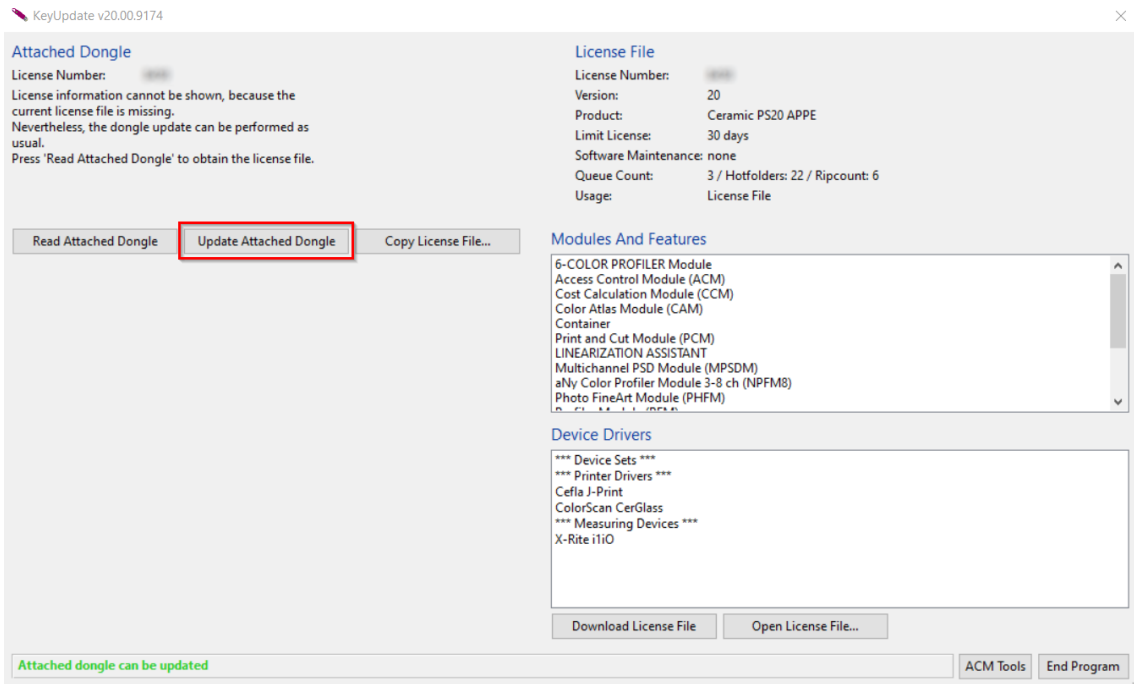 KeyUpdate v20.00.9174
Attached Dongle
License Number:
License information cannot be shown, because the
current license file is missing.
Nevertheless, the dongle update can be performed as
usual.
Press 'Read Attached Dongle' to obtain the license file.
Read Attached Dongle
Update Attached Dongle
Copy License File...
License File
License Number:
Version: 20
Product: Ceramic PS20 APPE
Limit License: 30 days
Software Maintenance: none
Queue Count: 3 / Hotfolders: 22 / Ripcount: 6
Usage: License File
Modules And Features
6-COLOR PROFILER Module
Access Control Module (ACM)
Cost Calculation Module (CCM)
Color Atlas Module (CAM)
Container
Print and Cut Module (PCM)
LINEARIZATION ASSISTANT
Multichannel PSD Module (MPSDM)
aNy Color Profiler Module 3-8 ch (NPFM8)
Photo FineArt Module (PHFM)
Device Drivers
*** Device Sets ***
*** Printer Drivers ***
Cefla J-Print
ColorScan CerGlass
*** Measuring Devices ***
X-Rite i1iO
Download License File
Open License File...
Attached dongle can be updated
ACM Tools
End Program